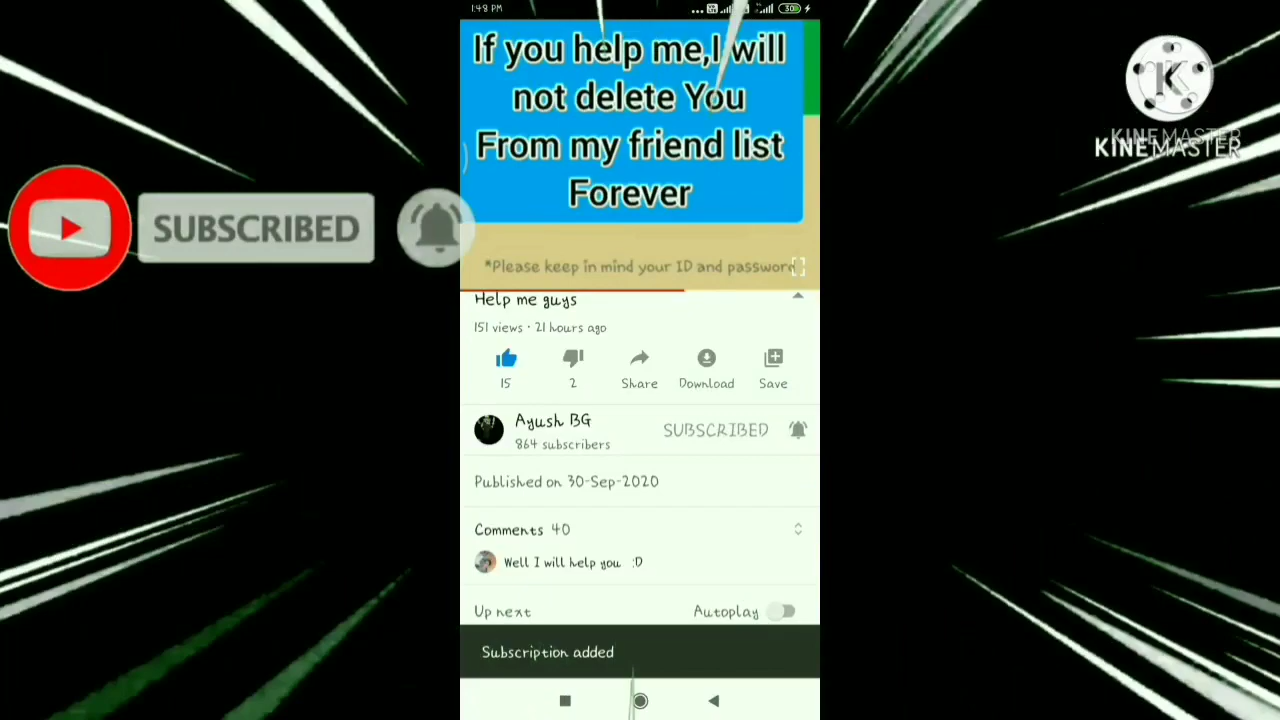 1:48 PM
30
If you help me,I will
not delete You
From my friend list
Forever
*Please keep in mind your ID and password
KINEMASTER
KINEMASTER
SUBSCRIBED
Help me guys
151 views · 21 hours ago
15
2
Share
Download
Save
Ayush BG
SUBSCRIBED
864 subscribers
Published on 30-Sep-2020
Comments 40
Well I will help you :D
Up next
Autoplay
Subscription added